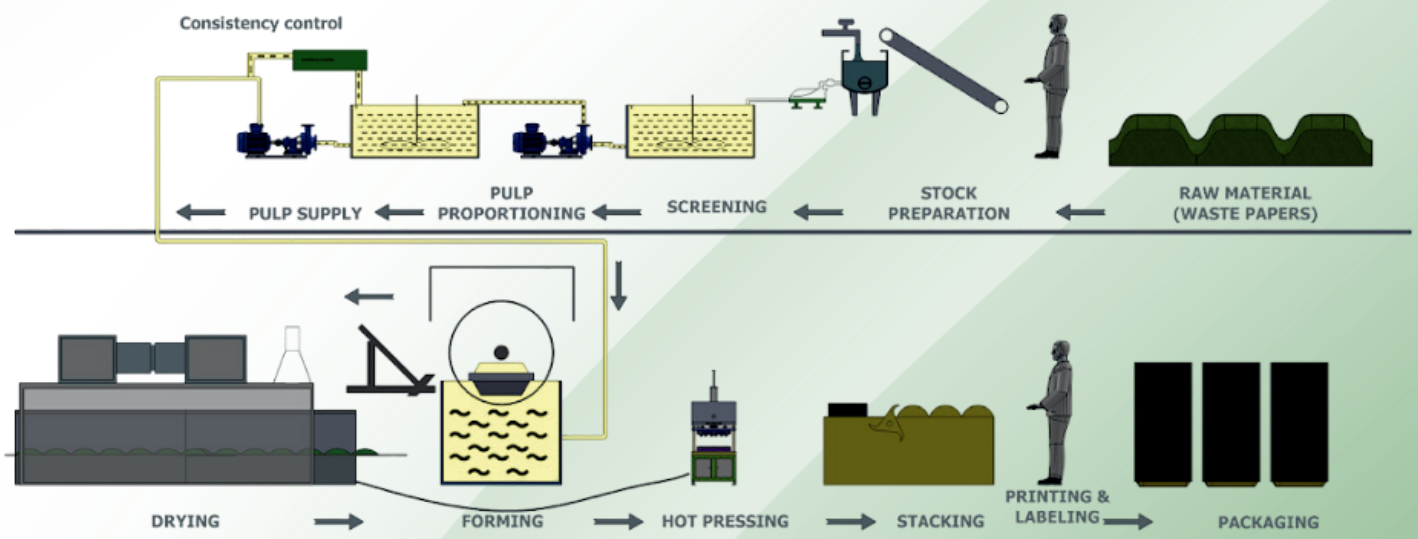 Consistency control
PULP SUPPLY
PULP
PROPORTIONING
SCREENING
STOCK
PREPARATION
RAW MATERIAL
(WASTE PAPERS)
DRYING
FORMING
HOT PRESSING
STACKING
PRINTING &
LABELING
PACKAGING